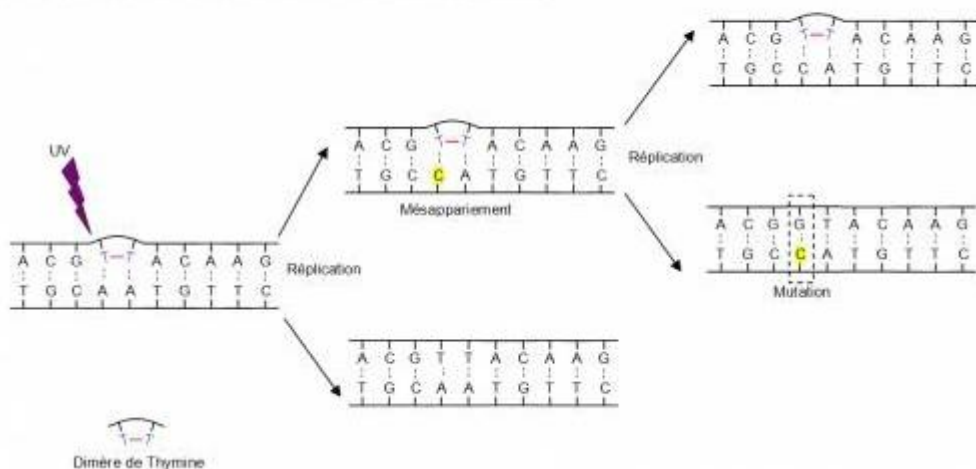 UV
A C G T T A C A A G
T G C A A T G T T C
Réplication
A C G T T A C A A G
T G C C A T G T T C
Mésappariement
A C G T T A C A A G
T G C A A T G T T C
Réplication
A C G T T A C A A G
T G C C A T G T T C
A C G G T A C A A G
T G C C A T G T T C
Mutation
T T
Dimère de Thymine